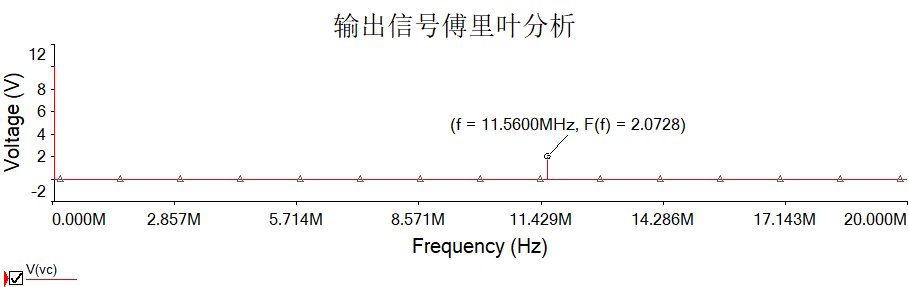 输出信号傅里叶分析
Voltage (V)
12
8
6
4
2
-2
(f = 11.5600MHz, F(f) = 2.0728)
0.000M 2.857M 5.714M 8.571M 11.429M 14.286M 17.143M 20.000M
Frequency (Hz)
V(vc)